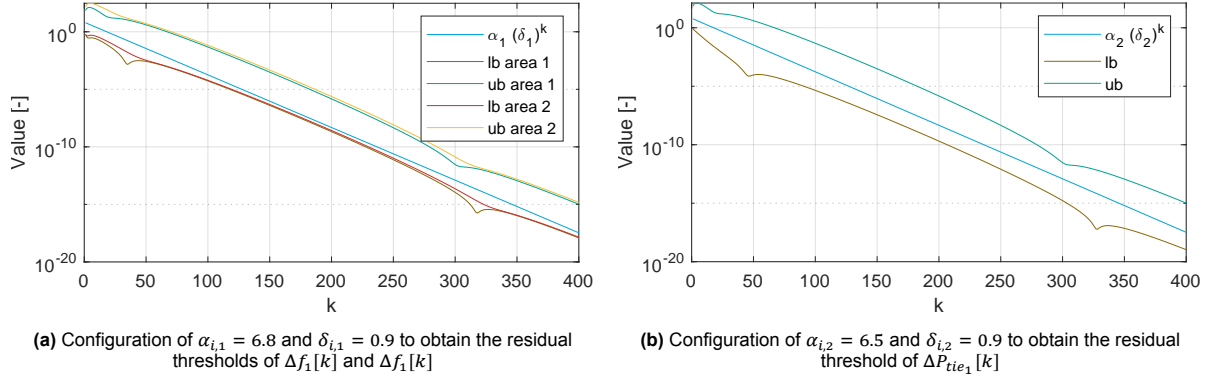 10^0
10^-10
10^-20
Value [-]
0 50 100 150 200 250 300 350 400
k
α_1 (δ_1)^k
lb area 1
ub area 1
lb area 2
ub area 2
10^0
10^-10
10^-20
Value [-]
0 50 100 150 200 250 300 350 400
k
α_2 (δ_2)^k
lb
ub
(a) Configuration of α_{i,1} = 6.8 and δ_{i,1} = 0.9 to obtain the residual
thresholds of Δf_1[k] and Δf_1[k]
(b) Configuration of α_{i,2} = 6.5 and δ_{i,2} = 0.9 to obtain the residual
threshold of ΔP_{tie_1}[k]